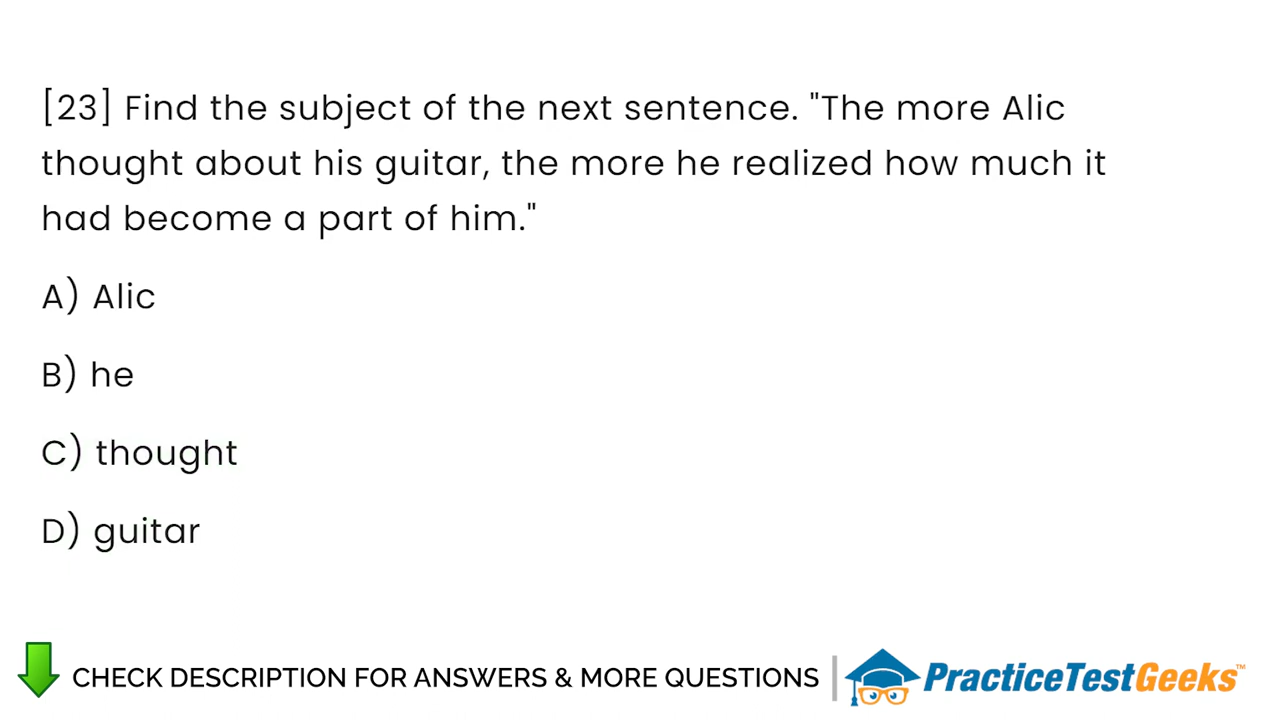 [23] Find the subject of the next sentence. "The more Alic
thought about his guitar, the more he realized how much it
had become a part of him."
A) Alic
B) he
C) thought
D) guitar
CHECK DESCRIPTION FOR ANSWERS & MORE QUESTIONS
PracticeTestGeeks™